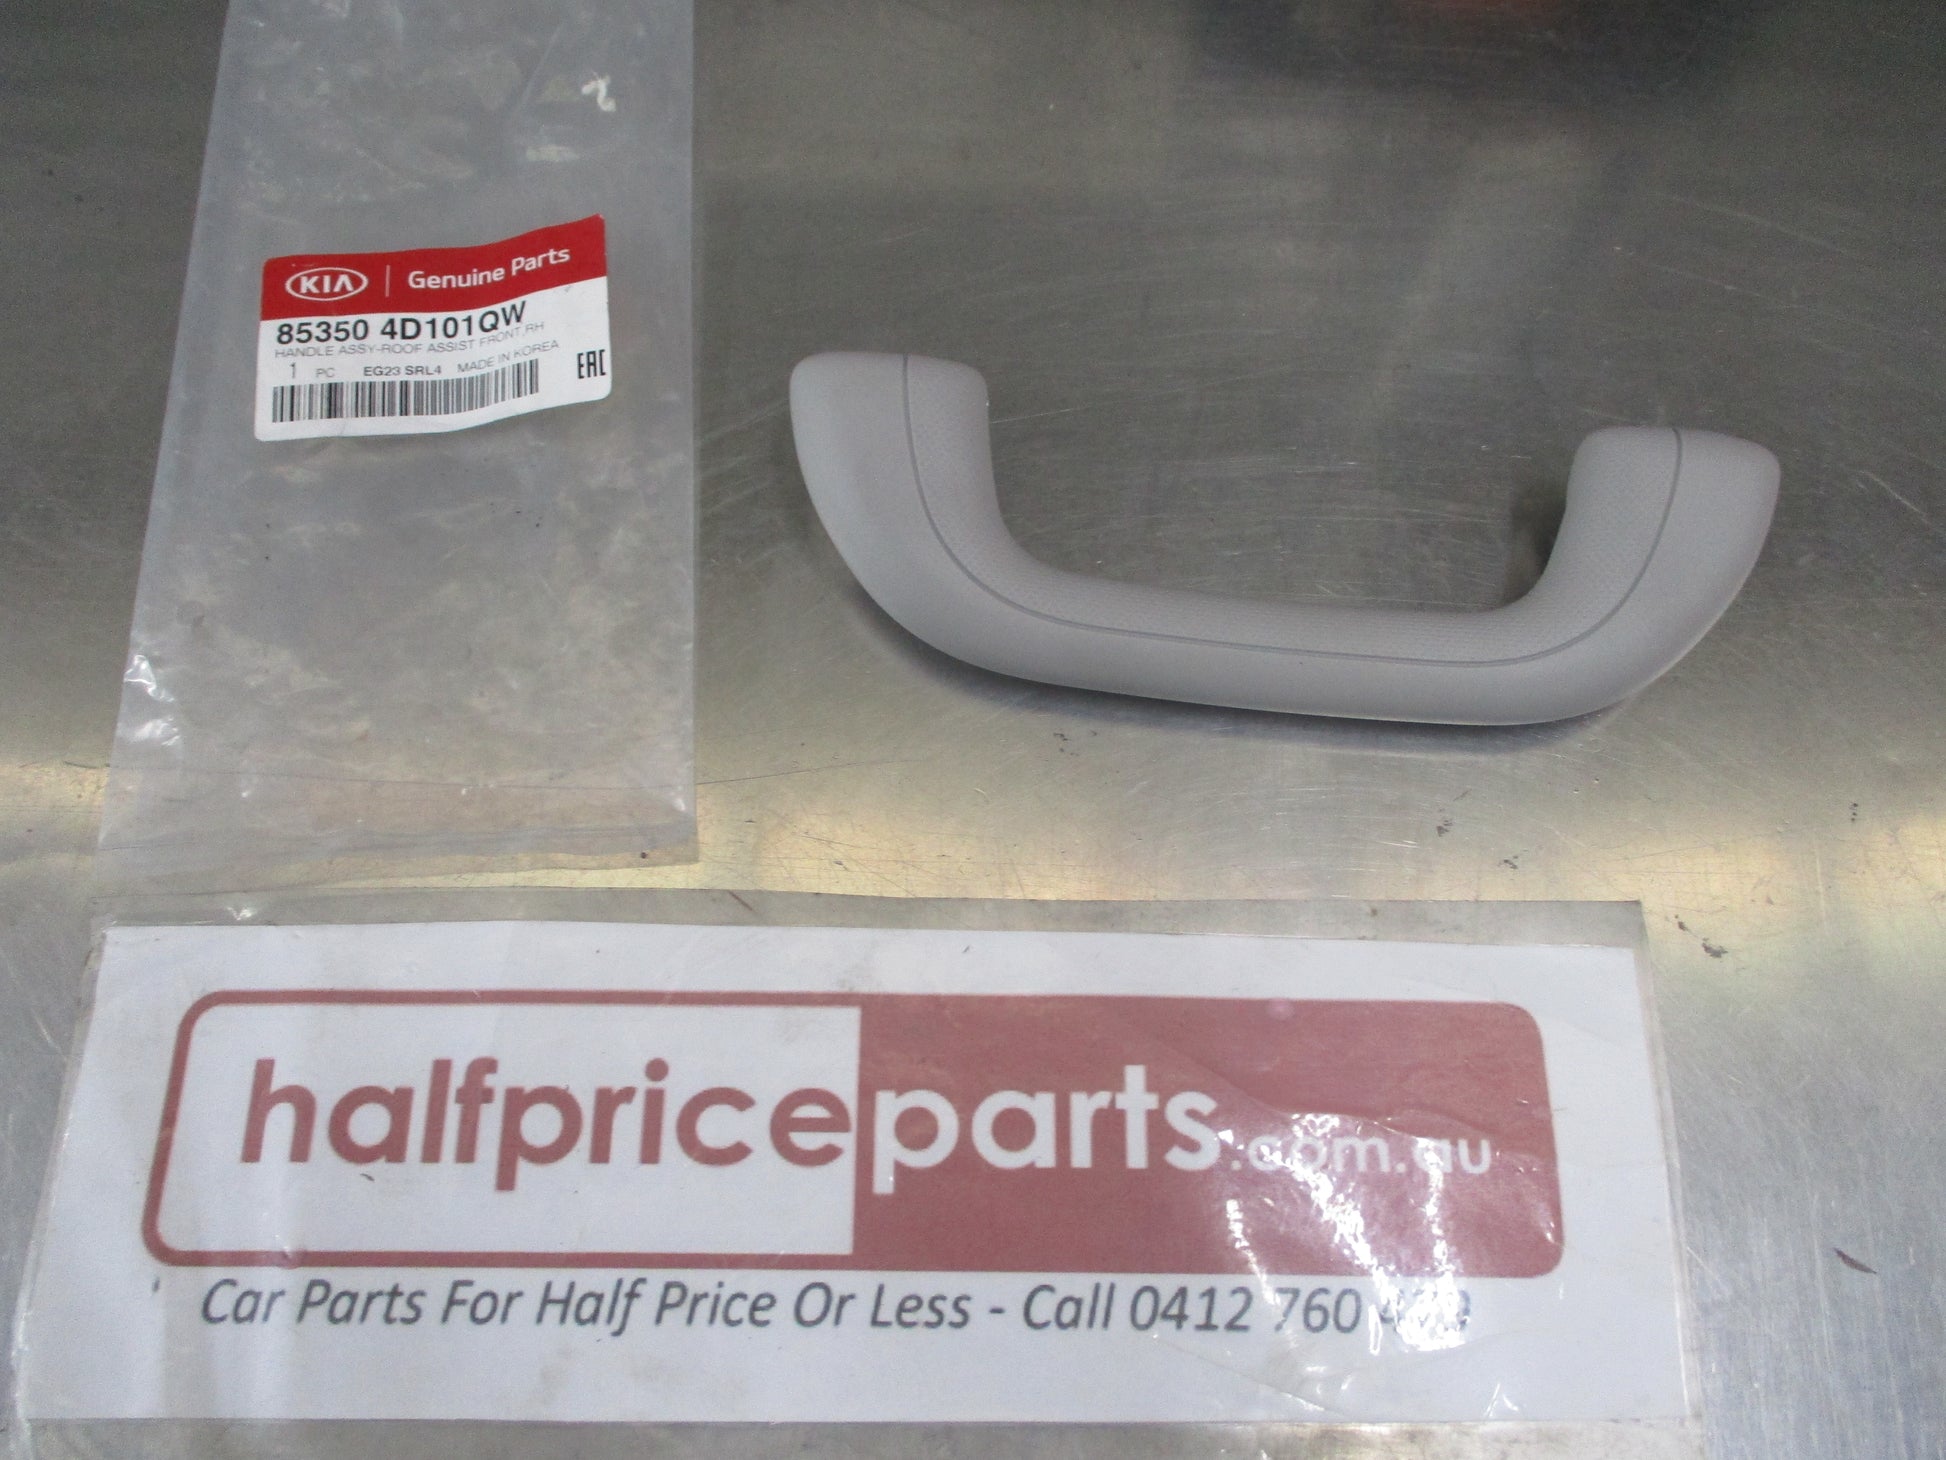 KIA Genuine Parts
85350 4D101QW
HANDLE ASSY-ROOF ASSIST FRONT,RH
1 PC EG23 SRL4 MADE IN KOREA
EAC
halfpriceparts.com.au
Car Parts For Half Price Or Less - Call 0412 760